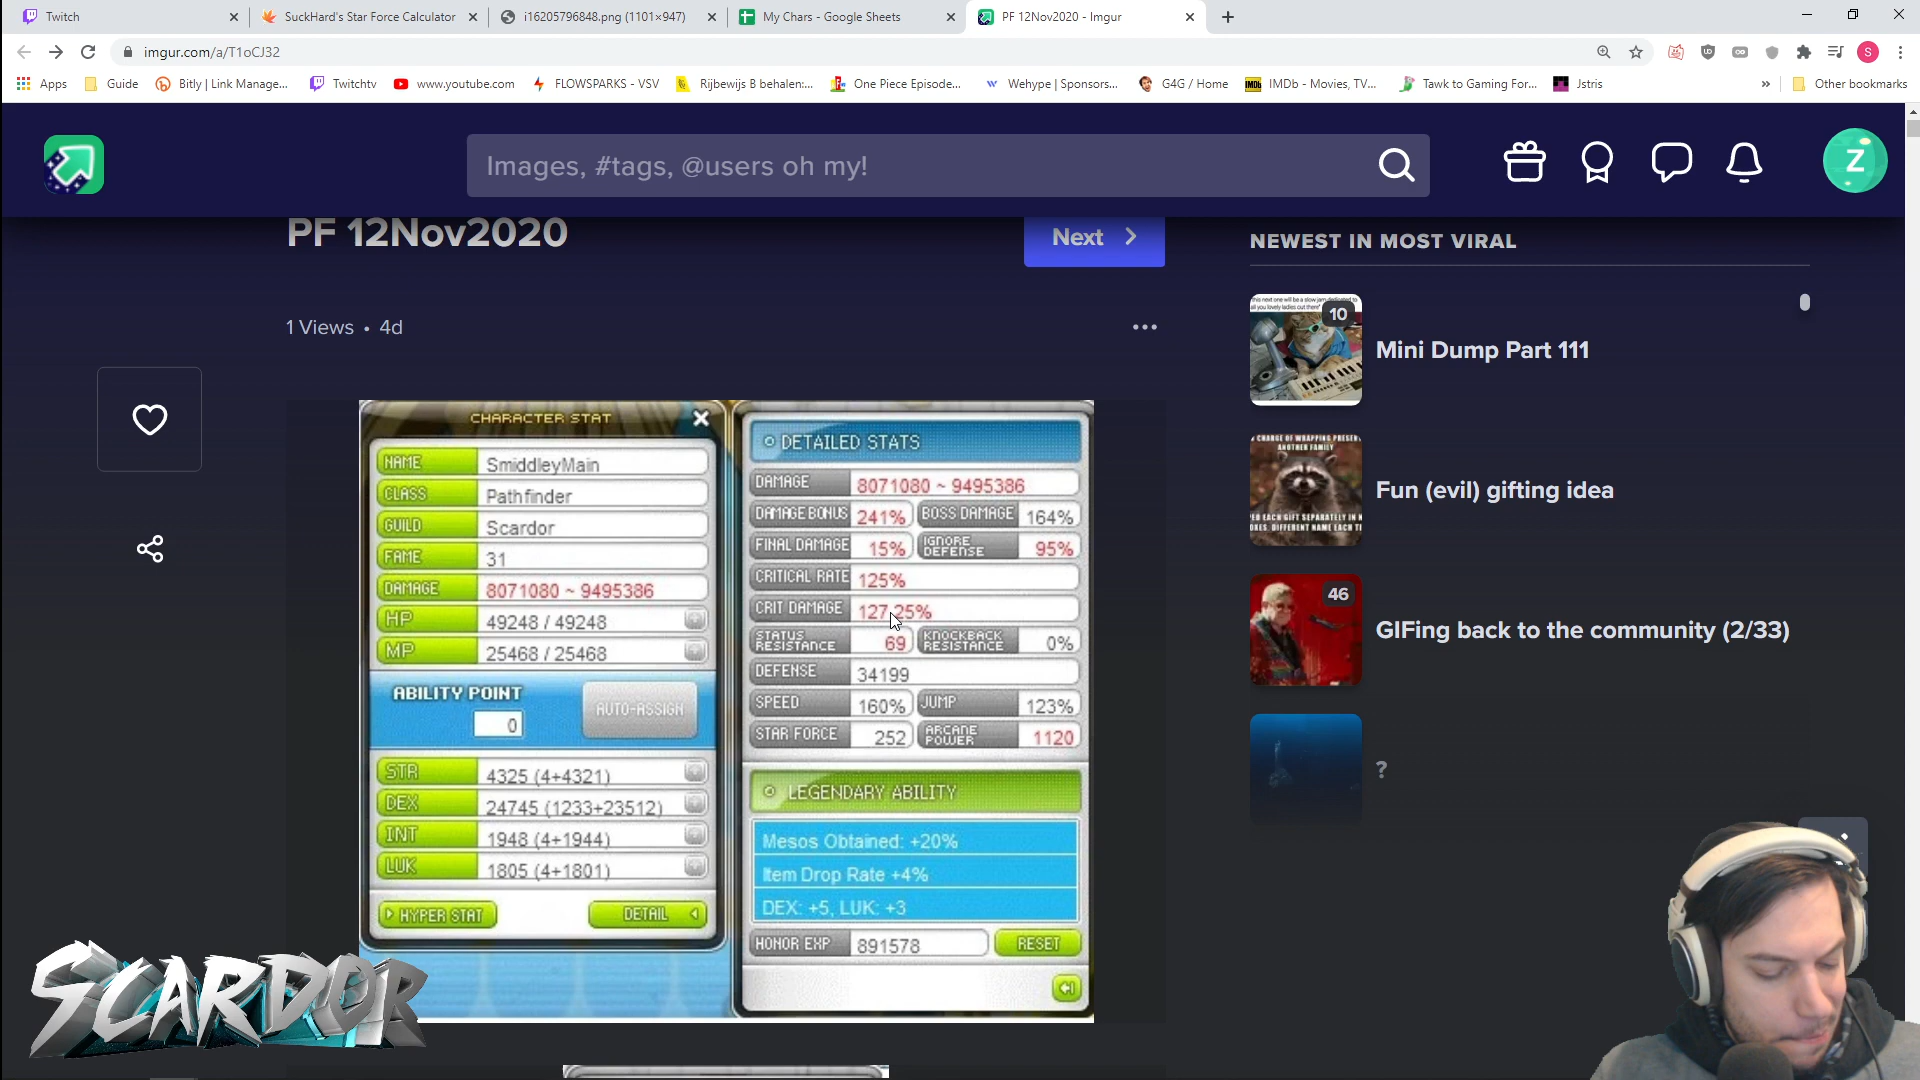 Twitch
SuckHard's Star Force Calculator
i16205796848.png (1101×947)
My Chars - Google Sheets
PF 12Nov2020 - Imgur
imgur.com/a/T1oCJ32
S
Apps
Guide
Bitly | Link Manage...
Twitchtv
www.youtube.com
FLOWSPARKS - VSV
Rijbewijs B behalen:...
One Piece Episode...
Wehype | Sponsors...
G4G / Home
IMDb - Movies, TV...
Tawk to Gaming For...
Jstris
»
Other bookmarks
Images, #tags, @users oh my!
Z
PF 12Nov2020
Next
NEWEST IN MOST VIRAL
1 Views • 4d
10
Mini Dump Part 111
Fun (evil) gifting idea
46
GIFing back to the community (2/33)
?
CHARACTER STAT
NAME SmiddleyMain
CLASS Pathfinder
GUILD Scardor
FAME 31
DAMAGE 8071080 ~ 9495386
HP 49248 / 49248
MP 25468 / 25468
ABILITY POINT
0
AUTO-ASSIGN
STR 4325 (4+4321)
DEX 24745 (1233+23512)
INT 1948 (4+1944)
LUK 1805 (4+1801)
HYPER STAT
DETAIL
DETAILED STATS
DAMAGE 8071080 ~ 9495386
DAMAGE BONUS 241% BOSS DAMAGE 164%
FINAL DAMAGE 15% IGNORE DEFENSE 95%
CRITICAL RATE 125%
CRIT DAMAGE 127.25%
STATUS RESISTANCE 69 KNOCKBACK RESISTANCE 0%
DEFENSE 34199
SPEED 160% JUMP 123%
STAR FORCE 252 ARCANE POWER 1120
LEGENDARY ABILITY
Mesos Obtained: +20%
Item Drop Rate +4%
DEX: +5, LUK: +3
HONOR EXP 891578 RESET
SCARDOR